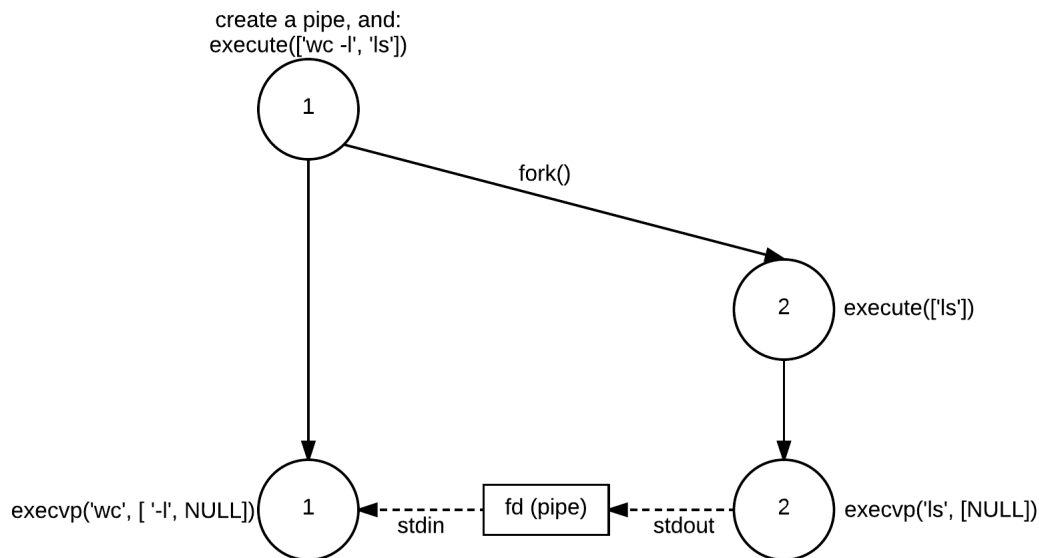 create a pipe, and:
execute(['wc -l', 'ls'])
1
fork()
2
execute(['ls'])
execvp('wc', [ '-l', NULL])
1
stdin
fd (pipe)
stdout
2
execvp('ls', [NULL])